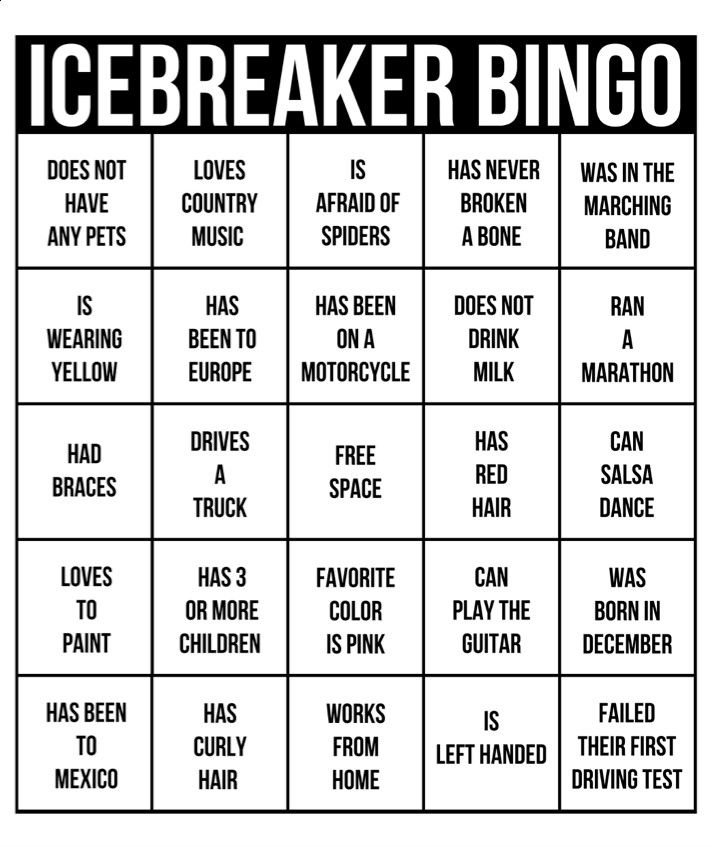 ICEBREAKER BINGO
DOES NOT
HAVE
ANY PETS
LOVES
COUNTRY
MUSIC
IS
AFRAID OF
SPIDERS
HAS NEVER
BROKEN
A BONE
WAS IN THE
MARCHING
BAND
IS
WEARING
YELLOW
HAS
BEEN TO
EUROPE
HAS BEEN
ON A
MOTORCYCLE
DOES NOT
DRINK
MILK
RAN
A
MARATHON
HAD
BRACES
DRIVES
A
TRUCK
FREE
SPACE
HAS
RED
HAIR
CAN
SALSA
DANCE
LOVES
TO
PAINT
HAS 3
OR MORE
CHILDREN
FAVORITE
COLOR
IS PINK
CAN
PLAY THE
GUITAR
WAS
BORN IN
DECEMBER
HAS BEEN
TO
MEXICO
HAS
CURLY
HAIR
WORKS
FROM
HOME
IS
LEFT HANDED
FAILED
THEIR FIRST
DRIVING TEST